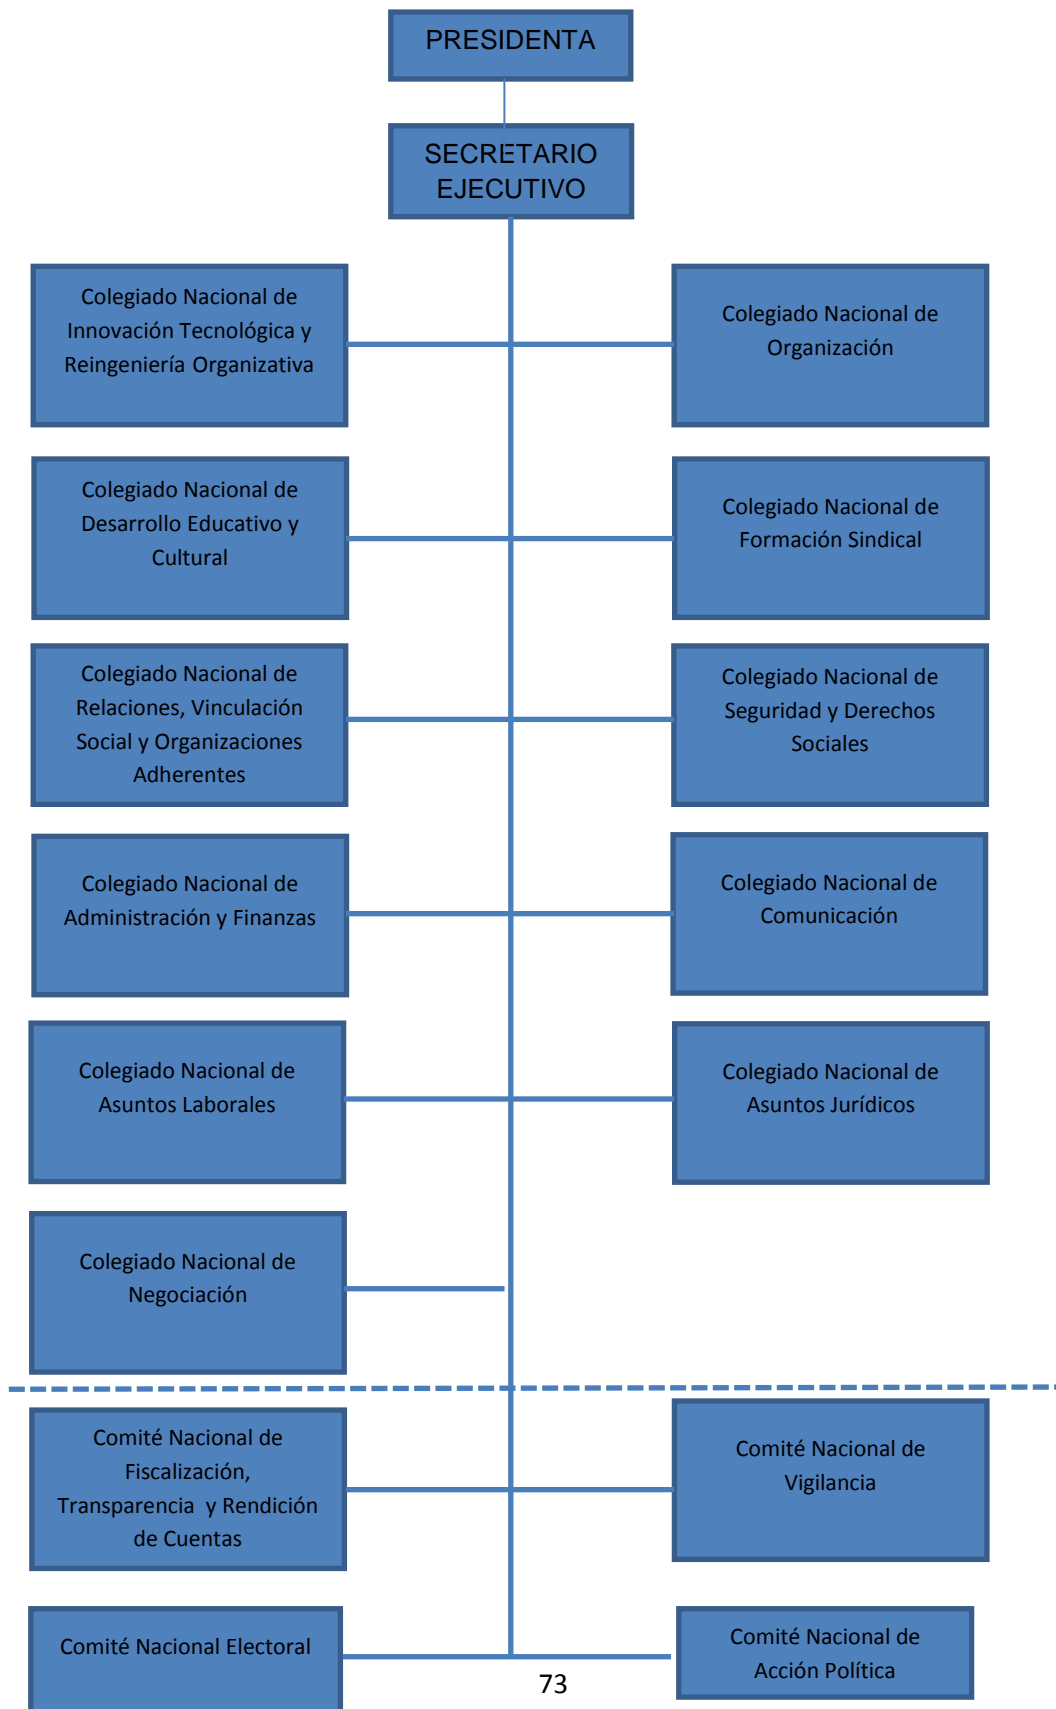 PRESIDENTA
SECRETARIO
EJECUTIVO
Colegiado Nacional de
Innovación Tecnológica y
Reingeniería Organizativa
Colegiado Nacional de
Organización
Colegiado Nacional de
Desarrollo Educativo y
Cultural
Colegiado Nacional de
Formación Sindical
Colegiado Nacional de
Relaciones, Vinculación
Social y Organizaciones
Adherentes
Colegiado Nacional de
Seguridad y Derechos
Sociales
Colegiado Nacional de
Administración y Finanzas
Colegiado Nacional de
Comunicación
Colegiado Nacional de
Asuntos Laborales
Colegiado Nacional de
Asuntos Jurídicos
Colegiado Nacional de
Negociación
Comité Nacional de
Fiscalización,
Transparencia y Rendición
de Cuentas
Comité Nacional de
Vigilancia
Comité Nacional Electoral
Comité Nacional de
Acción Política
73